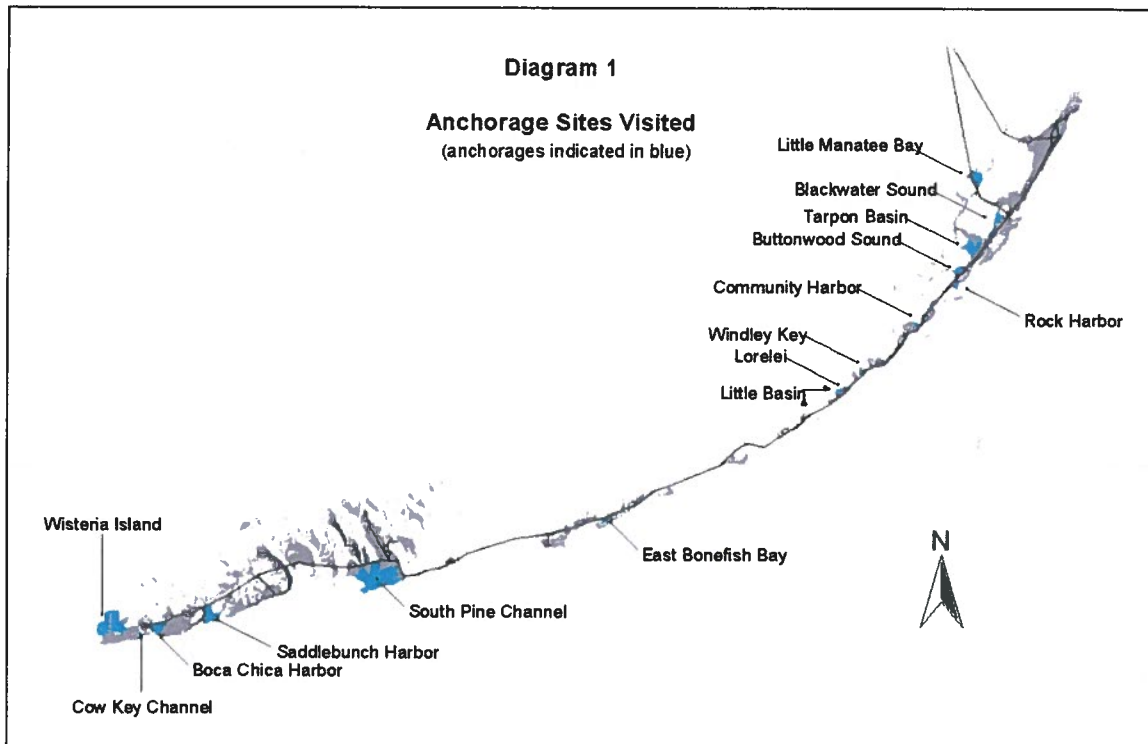 Diagram 1
Anchorage Sites Visited
(anchorages indicated in blue)
Little Manatee Bay
Blackwater Sound
Tarpon Basin
Buttonwood Sound
Community Harbor
Rock Harbor
Windley Key
Lorelei
Little Basin
Wisteria Island
East Bonefish Bay
N
South Pine Channel
Saddlebunch Harbor
Boca Chica Harbor
Cow Key Channel